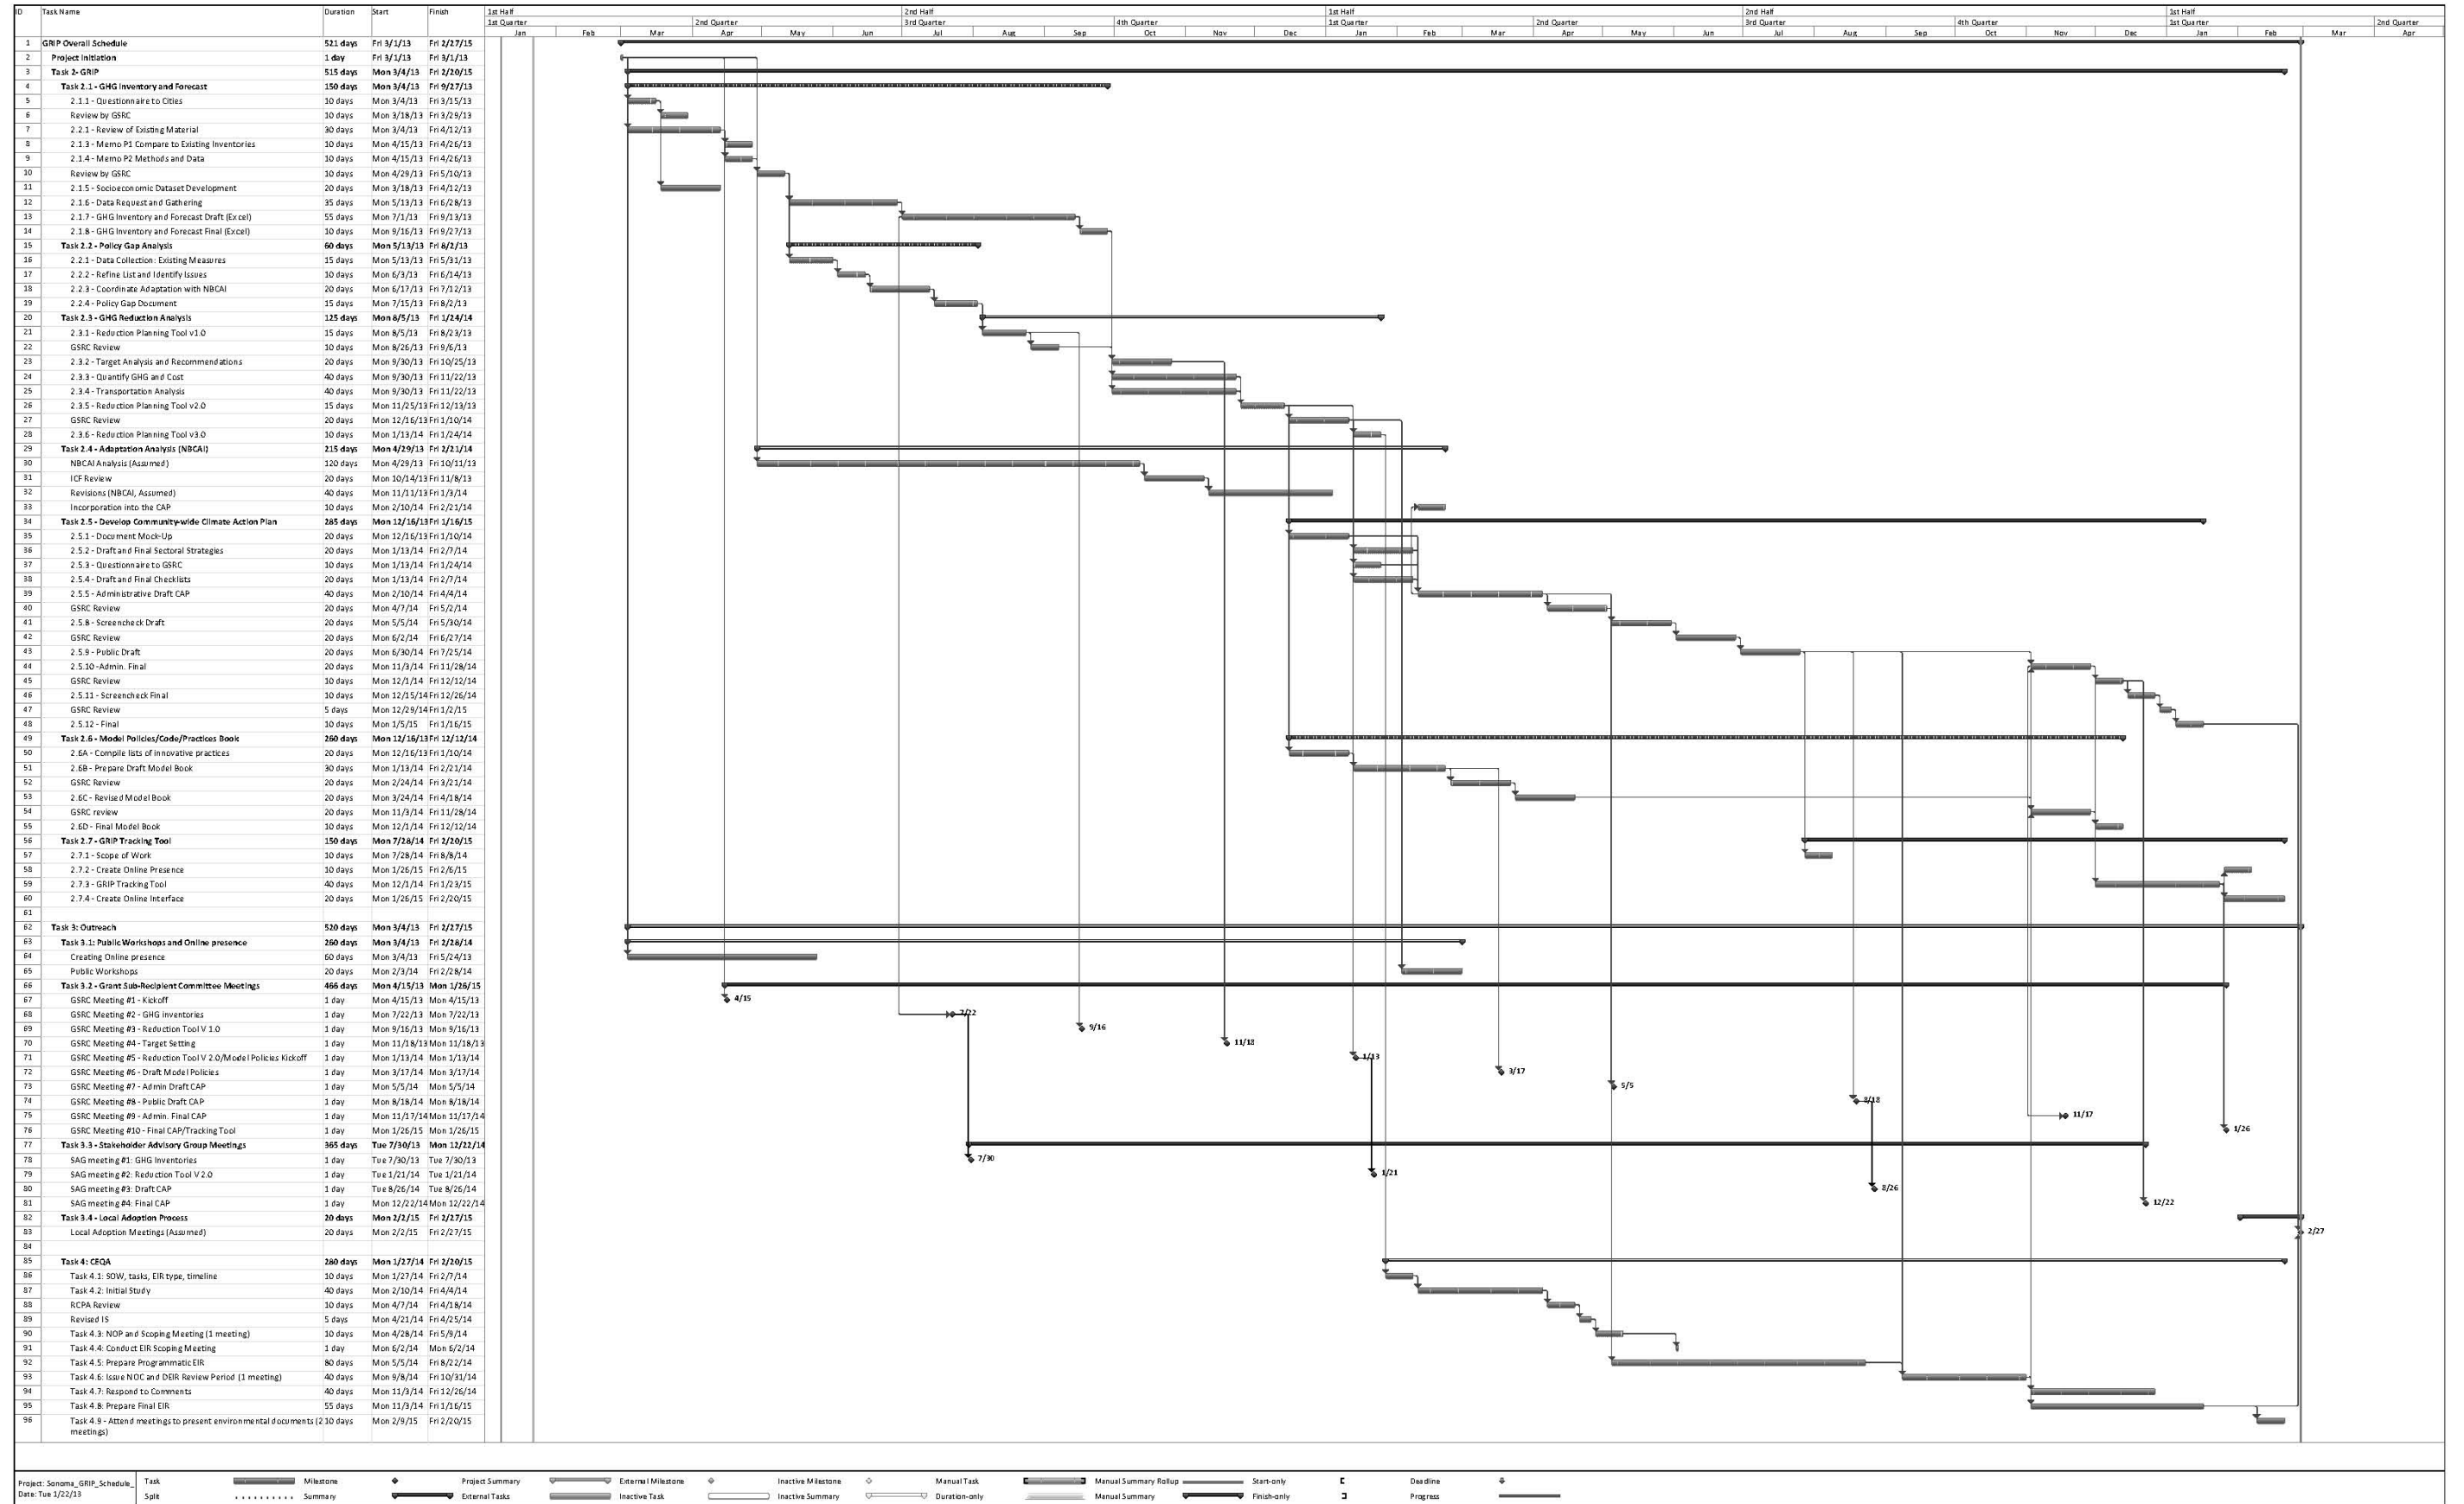 ID Task Name Duration Start Finish
1st Half 2nd Half 1st Half 2nd Half 1st Half
1st Quarter 2nd Quarter 3rd Quarter 4th Quarter 1st Quarter 2nd Quarter 3rd Quarter 4th Quarter 1st Quarter 2nd Quarter
Jan Feb Mar Apr May Jun Jul Aug Sep Oct Nov Dec Jan Feb Mar Apr May Jun Jul Aug Sep Oct Nov Dec Jan Feb Mar Apr
1 GRIP Overall Schedule 521 days Fri 3/1/13 Fri 2/27/15
2 Project Initiation 1 day Fri 3/1/13 Fri 3/1/13
3 Task 2- GRIP 515 days Mon 3/4/13 Fri 2/20/15
4 Task 2.1 - GHG Inventory and Forecast 150 days Mon 3/4/13 Fri 9/27/13
5 2.1.1 - Questionnaire to Cities 10 days Mon 3/4/13 Fri 3/15/13
6 Review by GSRC 10 days Mon 3/18/13 Fri 3/29/13
7 2.2.1 - Review of Existing Material 30 days Mon 3/4/13 Fri 4/12/13
8 2.1.3 - Memo P1 Compare to Existing Inventories 10 days Mon 4/15/13 Fri 4/26/13
9 2.1.4 - Memo P2 Methods and Data 10 days Mon 4/15/13 Fri 4/26/13
10 Review by GSRC 10 days Mon 4/29/13 Fri 5/10/13
11 2.1.5 - Socioeconomic Dataset Development 20 days Mon 3/18/13 Fri 4/12/13
12 2.1.6 - Data Request and Gathering 35 days Mon 5/13/13 Fri 6/28/13
13 2.1.7 - GHG Inventory and Forecast Draft (Excel) 55 days Mon 7/1/13 Fri 9/13/13
14 2.1.8 - GHG Inventory and Forecast Final (Excel) 10 days Mon 9/16/13 Fri 9/27/13
15 Task 2.2 - Policy Gap Analysis 60 days Mon 5/13/13 Fri 8/2/13
16 2.2.1 - Data Collection: Existing Measures 15 days Mon 5/13/13 Fri 5/31/13
17 2.2.2 - Refine List and Identify Issues 10 days Mon 6/3/13 Fri 6/14/13
18 2.2.3 - Coordinate Adaptation with NBCAI 20 days Mon 6/17/13 Fri 7/12/13
19 2.2.4 - Policy Gap Document 15 days Mon 7/15/13 Fri 8/2/13
20 Task 2.3 - GHG Reduction Analysis 125 days Mon 8/5/13 Fri 1/24/14
21 2.3.1 - Reduction Planning Tool v1.0 15 days Mon 8/5/13 Fri 8/23/13
22 GSRC Review 10 days Mon 8/26/13 Fri 9/6/13
23 2.3.2 - Target Analysis and Recommendations 20 days Mon 9/30/13 Fri 10/25/13
24 2.3.3 - Quantify GHG and Cost 40 days Mon 9/30/13 Fri 11/22/13
25 2.3.4 - Transportation Analysis 40 days Mon 9/30/13 Fri 11/22/13
26 2.3.5 - Reduction Planning Tool v2.0 15 days Mon 11/25/13 Fri 12/13/13
27 GSRC Review 20 days Mon 12/16/13 Fri 1/10/14
28 2.3.6 - Reduction Planning Tool v3.0 10 days Mon 1/13/14 Fri 1/24/14
29 Task 2.4 - Adaptation Analysis (NBCAI) 215 days Mon 4/29/13 Fri 2/21/14
30 NBCAI Analysis (Assumed) 120 days Mon 4/29/13 Fri 10/11/13
31 ICF Review 20 days Mon 10/14/13 Fri 11/8/13
32 Revisions (NBCAI, Assumed) 40 days Mon 11/11/13 Fri 1/3/14
33 Incorporation into the CAP 10 days Mon 2/10/14 Fri 2/21/14
34 Task 2.5 - Develop Community-wide Climate Action Plan 285 days Mon 12/16/13 Fri 1/16/15
35 2.5.1 - Document Mock-Up 20 days Mon 12/16/13 Fri 1/10/14
36 2.5.2 - Draft and Final Sectoral Strategies 20 days Mon 1/13/14 Fri 2/7/14
37 2.5.3 - Questionnaire to GSRC 10 days Mon 1/13/14 Fri 1/24/14
38 2.5.4 - Draft and Final Checklists 20 days Mon 1/13/14 Fri 2/7/14
39 2.5.5 - Administrative Draft CAP 40 days Mon 2/10/14 Fri 4/4/14
40 GSRC Review 20 days Mon 4/7/14 Fri 5/2/14
41 2.5.8 - Screencheck Draft 20 days Mon 5/5/14 Fri 5/30/14
42 GSRC Review 20 days Mon 6/2/14 Fri 6/27/14
43 2.5.9 - Public Draft 20 days Mon 6/30/14 Fri 7/25/14
44 2.5.10 -Admin. Final 20 days Mon 11/3/14 Fri 11/28/14
45 GSRC Review 10 days Mon 12/1/14 Fri 12/12/14
46 2.5.11 - Screencheck Final 10 days Mon 12/15/14 Fri 12/26/14
47 GSRC Review 5 days Mon 12/29/14 Fri 1/2/15
48 2.5.12 - Final 10 days Mon 1/5/15 Fri 1/16/15
49 Task 2.6 - Model Policies/Code/Practices Book 260 days Mon 12/16/13 Fri 12/12/14
50 2.6A - Compile lists of innovative practices 20 days Mon 12/16/13 Fri 1/10/14
51 2.6B - Prepare Draft Model Book 30 days Mon 1/13/14 Fri 2/21/14
52 GSRC Review 20 days Mon 2/24/14 Fri 3/21/14
53 2.6C - Revised Model Book 20 days Mon 3/24/14 Fri 4/18/14
54 GSRC review 20 days Mon 11/3/14 Fri 11/28/14
55 2.6D - Final Model Book 10 days Mon 12/1/14 Fri 12/12/14
56 Task 2.7 - GRIP Tracking Tool 150 days Mon 7/28/14 Fri 2/20/15
57 2.7.1 - Scope of Work 10 days Mon 7/28/14 Fri 8/8/14
58 2.7.2 - Create Online Presence 10 days Mon 1/26/15 Fri 2/6/15
59 2.7.3 - GRIP Tracking Tool 40 days Mon 12/1/14 Fri 1/23/15
60 2.7.4 - Create Online Interface 20 days Mon 1/26/15 Fri 2/20/15
61
62 Task 3: Outreach 520 days Mon 3/4/13 Fri 2/27/15
63 Task 3.1: Public Workshops and Online presence 260 days Mon 3/4/13 Fri 2/28/14
64 Creating Online presence 60 days Mon 3/4/13 Fri 5/24/13
65 Public Workshops 20 days Mon 2/3/14 Fri 2/28/14
66 Task 3.2 - Grant Sub-Recipient Committee Meetings 466 days Mon 4/15/13 Mon 1/26/15
67 GSRC Meeting #1 - Kickoff 1 day Mon 4/15/13 Mon 4/15/13 4/15
68 GSRC Meeting #2 - GHG inventories 1 day Mon 7/22/13 Mon 7/22/13 7/22
69 GSRC Meeting #3 - Reduction Tool V 1.0 1 day Mon 9/16/13 Mon 9/16/13 9/16
70 GSRC Meeting #4 - Target Setting 1 day Mon 11/18/13 Mon 11/18/13 11/18
71 GSRC Meeting #5 - Reduction Tool V 2.0/Model Policies Kickoff 1 day Mon 1/13/14 Mon 1/13/14 1/13
72 GSRC Meeting #6 - Draft Model Policies 1 day Mon 3/17/14 Mon 3/17/14 3/17
73 GSRC Meeting #7 - Admin Draft CAP 1 day Mon 5/5/14 Mon 5/5/14 5/5
74 GSRC Meeting #8 - Public Draft CAP 1 day Mon 8/18/14 Mon 8/18/14 8/18
75 GSRC Meeting #9 - Admin. Final CAP 1 day Mon 11/17/14 Mon 11/17/14 11/17
76 GSRC Meeting #10 - Final CAP/Tracking Tool 1 day Mon 1/26/15 Mon 1/26/15 1/26
77 Task 3.3 - Stakeholder Advisory Group Meetings 365 days Tue 7/30/13 Mon 12/22/14
78 SAG meeting #1: GHG Inventories 1 day Tue 7/30/13 Tue 7/30/13 7/30
79 SAG meeting #2: Reduction Tool V 2.0 1 day Tue 1/21/14 Tue 1/21/14 1/21
80 SAG meeting #3: Draft CAP 1 day Tue 8/26/14 Tue 8/26/14 8/26
81 SAG meeting #4: Final CAP 1 day Mon 12/22/14 Mon 12/22/14 12/22
82 Task 3.4 - Local Adoption Process 20 days Mon 2/2/15 Fri 2/27/15
83 Local Adoption Meetings (Assumed) 20 days Mon 2/2/15 Fri 2/27/15 2/27
84
85 Task 4: CEQA 280 days Mon 1/27/14 Fri 2/20/15
86 Task 4.1: SOW, tasks, EIR type, timeline 10 days Mon 1/27/14 Fri 2/7/14
87 Task 4.2: Initial Study 40 days Mon 2/10/14 Fri 4/4/14
88 RCPA Review 10 days Mon 4/7/14 Fri 4/18/14
89 Revised IS 5 days Mon 4/21/14 Fri 4/25/14
90 Task 4.3: NOP and Scoping Meeting (1 meeting) 10 days Mon 4/28/14 Fri 5/9/14
91 Task 4.4: Conduct EIR Scoping Meeting 1 day Mon 6/2/14 Mon 6/2/14
92 Task 4.5: Prepare Programmatic EIR 80 days Mon 5/5/14 Fri 8/22/14
93 Task 4.6: Issue NOC and DEIR Review Period (1 meeting) 40 days Mon 9/8/14 Fri 10/31/14
94 Task 4.7: Respond to Comments 40 days Mon 11/3/14 Fri 12/26/14
95 Task 4.8: Prepare Final EIR 55 days Mon 11/3/14 Fri 1/16/15
96 Task 4.9 - Attend meetings to present environmental documents (2 10 days Mon 2/9/15 Fri 2/20/15
meetings)
Project: Sonoma_GRIP_Schedule_
Date: Tue 1/22/13
Task Milestone Project Summary External Milestone Inactive Milestone Manual Task Manual Summary Rollup Start-only Deadline
Split Summary External Tasks Inactive Task Inactive Summary Duration-only Manual Summary Finish-only Progress